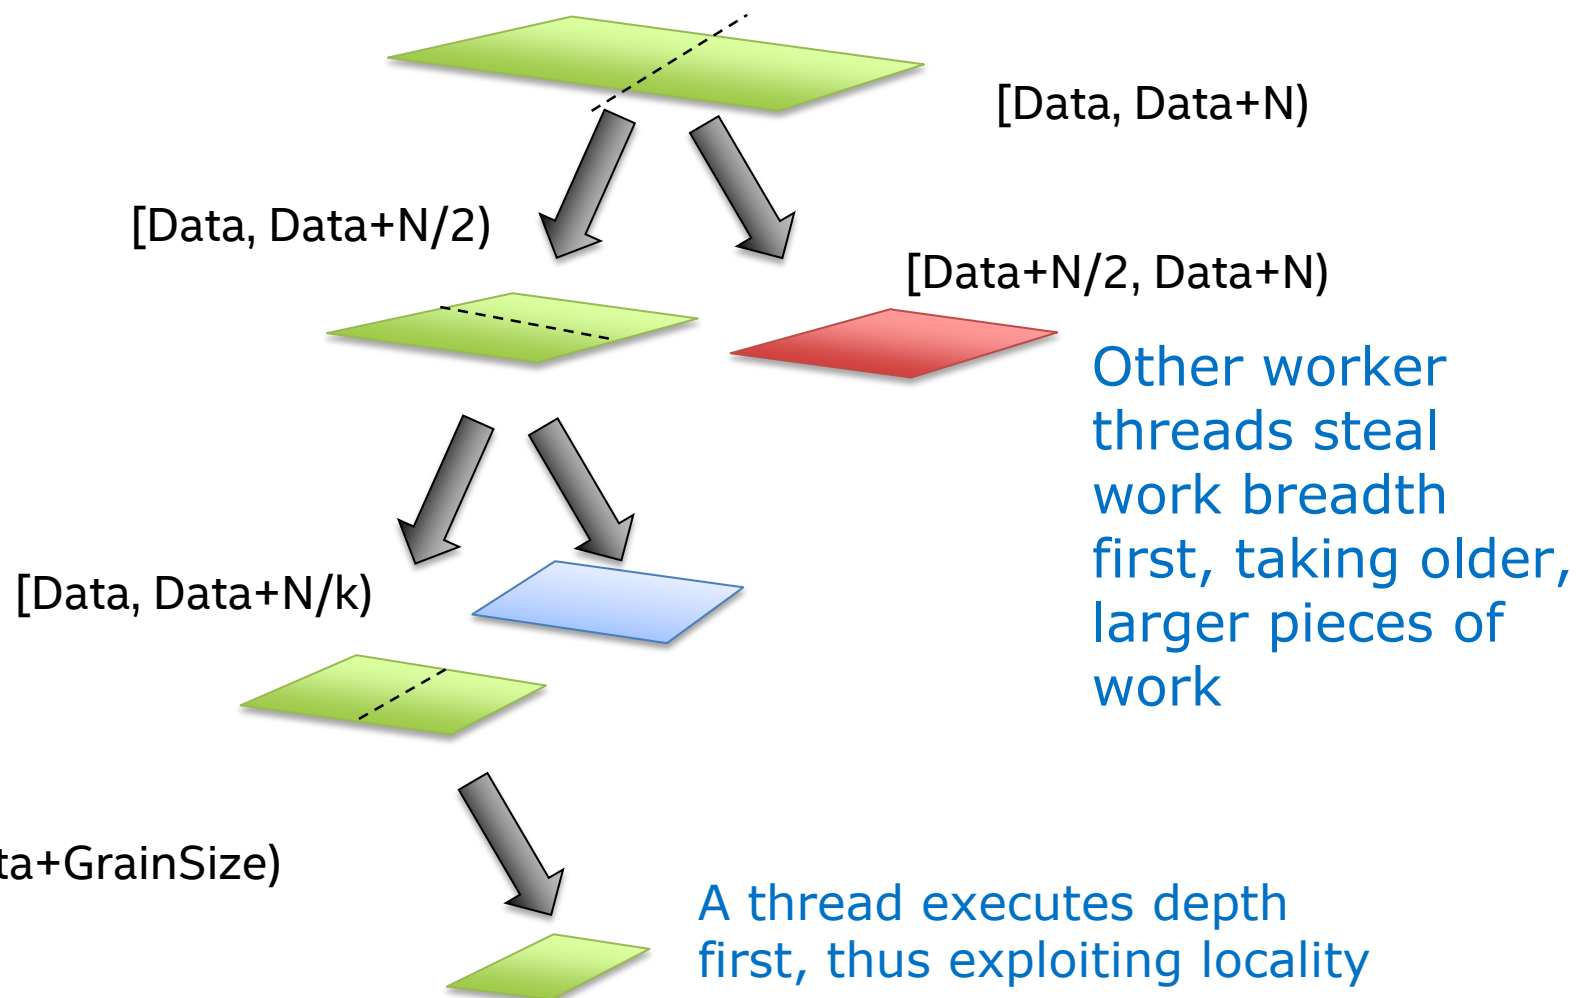 [Data, Data+N)
[Data, Data+N/2)
[Data+N/2, Data+N)
Other worker
threads steal
work breadth
first, taking older,
larger pieces of
work
[Data, Data+N/k)
ta+GrainSize)
A thread executes depth
first, thus exploiting locality